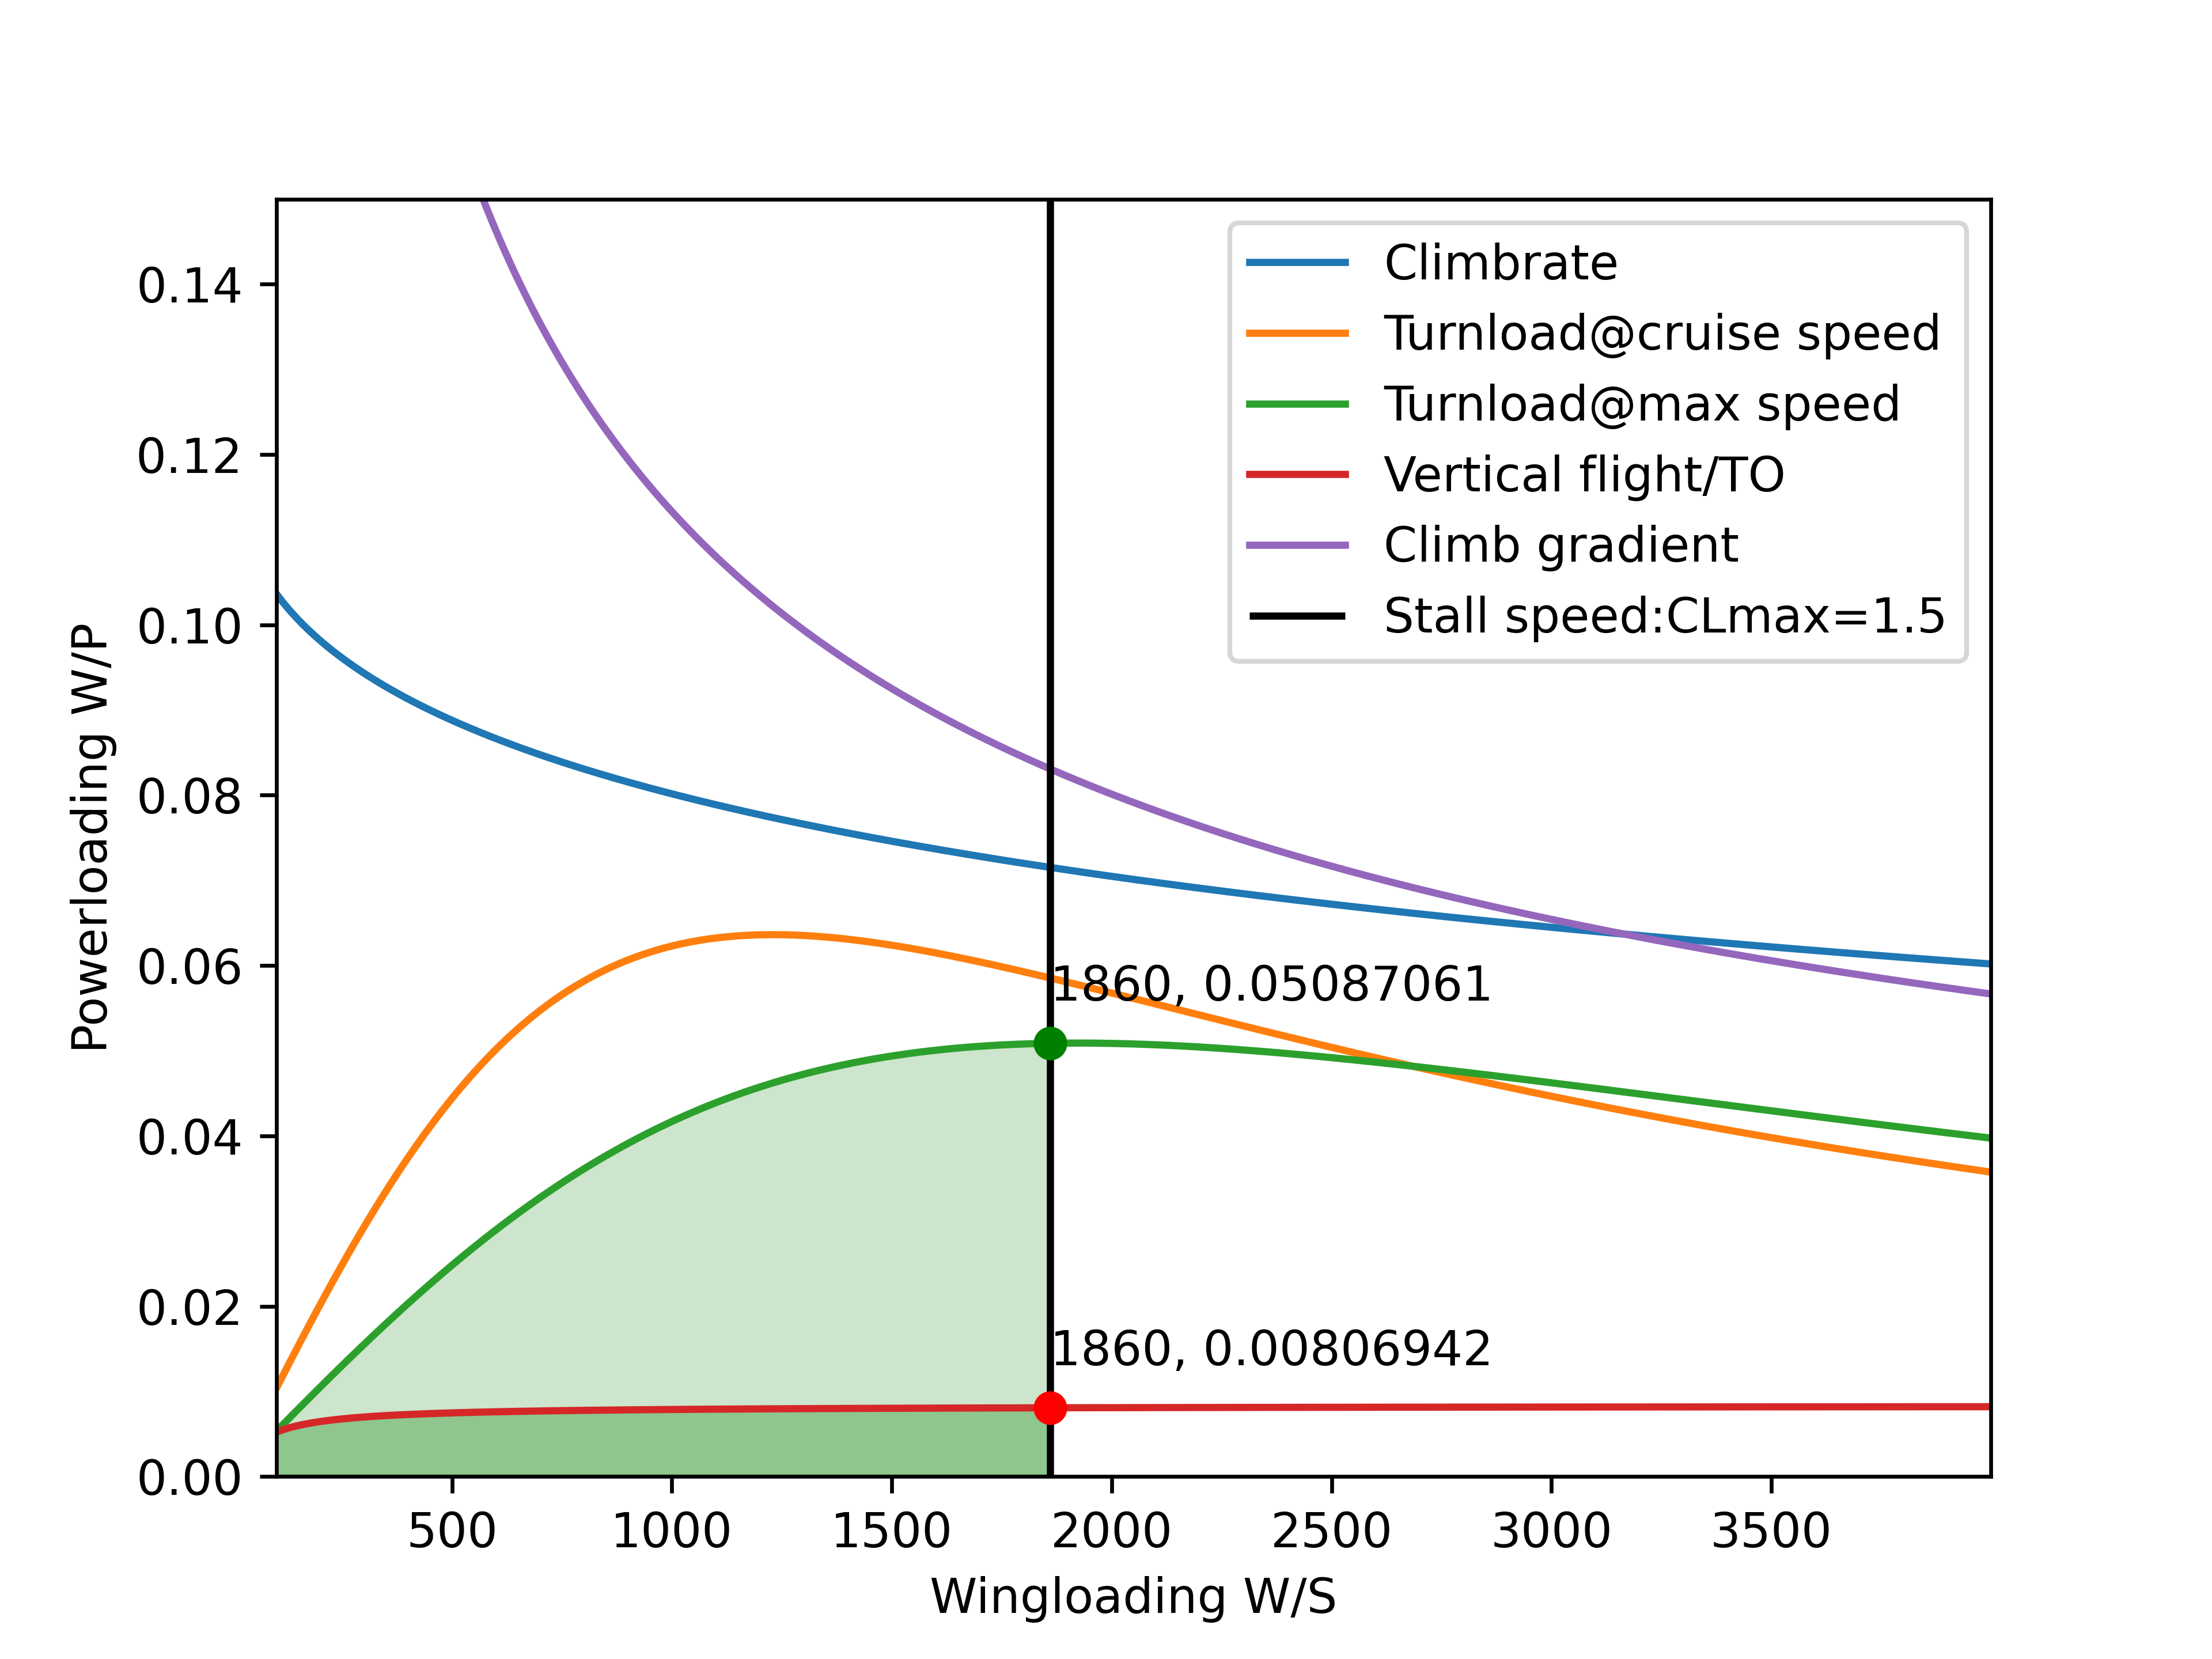 0.14
0.12
0.10
0.08
0.06
0.04
0.02
0.00
Powerloading W/P
Climbrate
Turnload@cruise speed
Turnload@max speed
Vertical flight/TO
Climb gradient
Stall speed:CLmax=1.5
1860, 0.05087061
1860, 0.00806942
500 1000 1500 2000 2500 3000 3500
Wingloading W/S